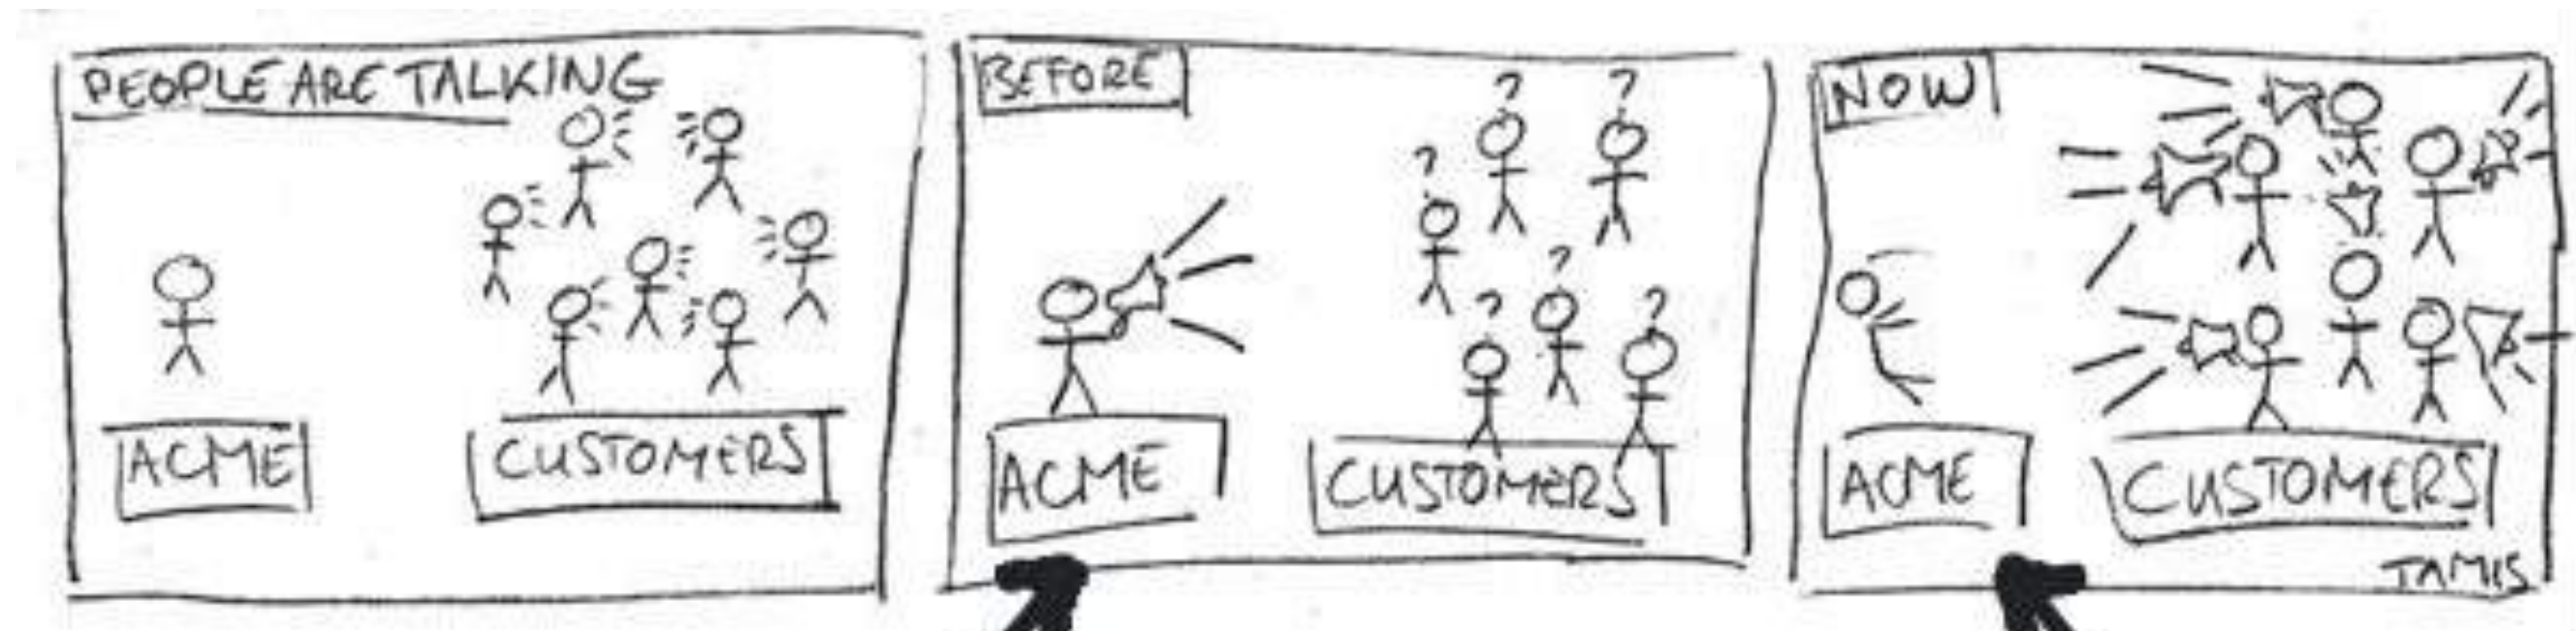 PEOPLE ARE TALKING
ACME
CUSTOMERS
BEFORE
? ?
?
?
? ?
ACME
CUSTOMERS
NOW
ACME
CUSTOMERS
TAMIS